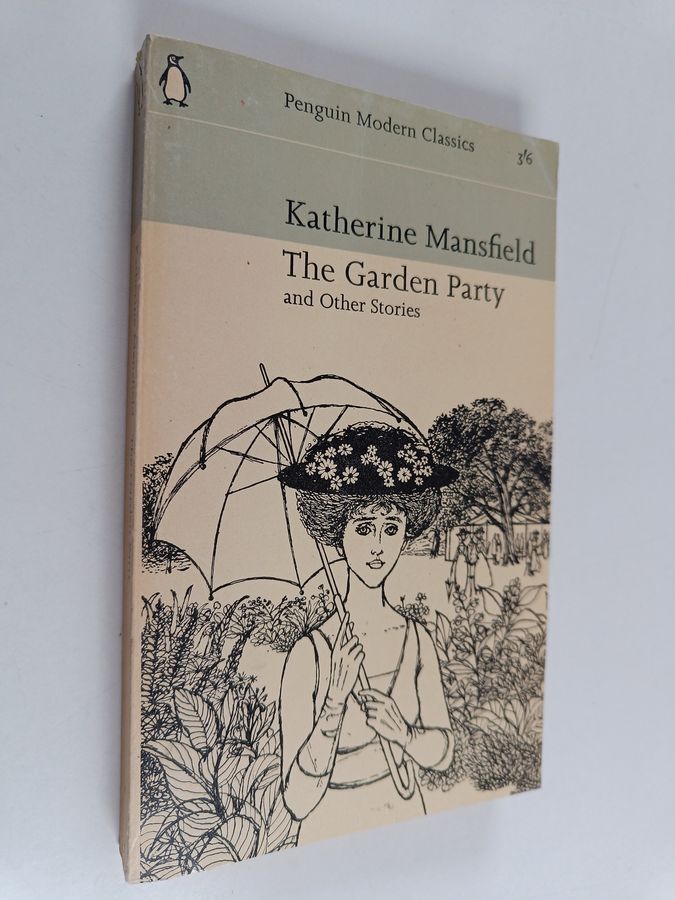 Penguin Modern Classics
3'6
Katherine Mansfield
The Garden Party
and Other Stories